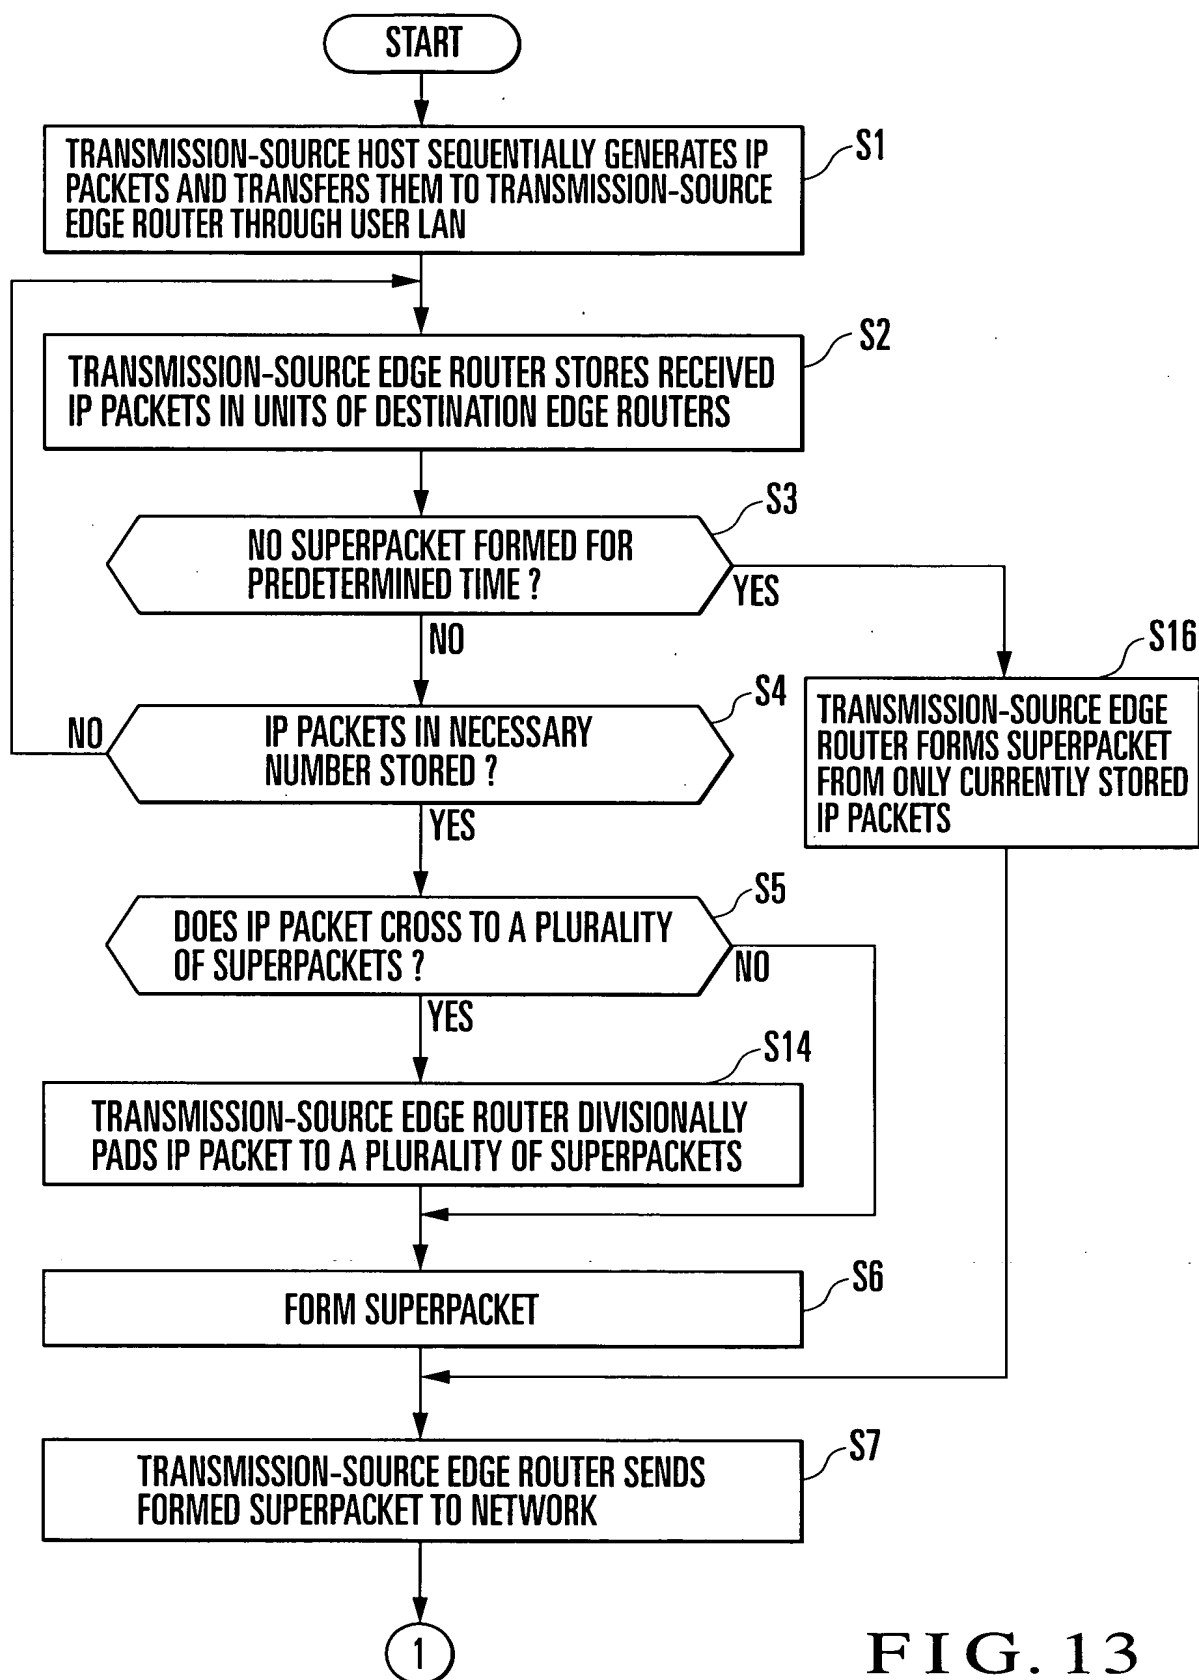 START
TRANSMISSION-SOURCE HOST SEQUENTIALLY GENERATES IP
PACKETS AND TRANSFERS THEM TO TRANSMISSION-SOURCE
EDGE ROUTER THROUGH USER LAN
S1
TRANSMISSION-SOURCE EDGE ROUTER STORES RECEIVED
IP PACKETS IN UNITS OF DESTINATION EDGE ROUTERS
S2
NO SUPERPACKET FORMED FOR
PREDETERMINED TIME ?
S3
YES
NO
S16
TRANSMISSION-SOURCE EDGE
ROUTER FORMS SUPERPACKET
FROM ONLY CURRENTLY STORED
IP PACKETS
S4
IP PACKETS IN NECESSARY
NUMBER STORED ?
NO
YES
S5
DOES IP PACKET CROSS TO A PLURALITY
OF SUPERPACKETS ?
NO
YES
S14
TRANSMISSION-SOURCE EDGE ROUTER DIVISIONALLY
PADS IP PACKET TO A PLURALITY OF SUPERPACKETS
S6
FORM SUPERPACKET
S7
TRANSMISSION-SOURCE EDGE ROUTER SENDS
FORMED SUPERPACKET TO NETWORK
1
FIG. 13